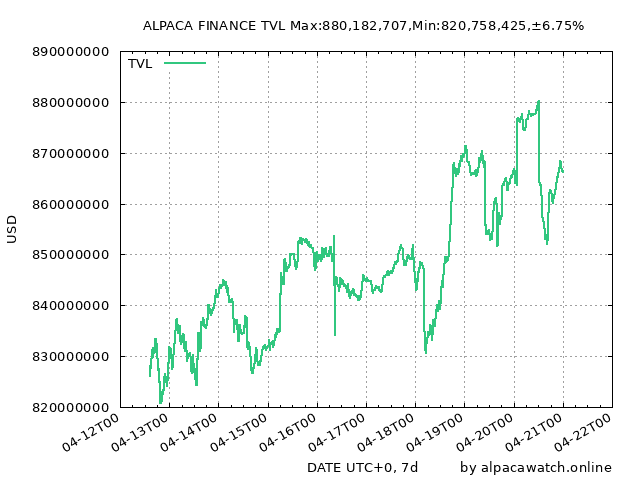 ALPACA FINANCE TVL Max:880,182,707,Min:820,758,425,±6.75%
890000000
TVL
880000000
870000000
860000000
850000000
840000000
830000000
820000000
USD
04-12T00
04-13T00
04-14T00
04-15T00
04-16T00
04-17T00
04-18T00
04-19T00
04-20T00
04-21T00
04-22T00
DATE UTC+0, 7d
by alpacawatch.online